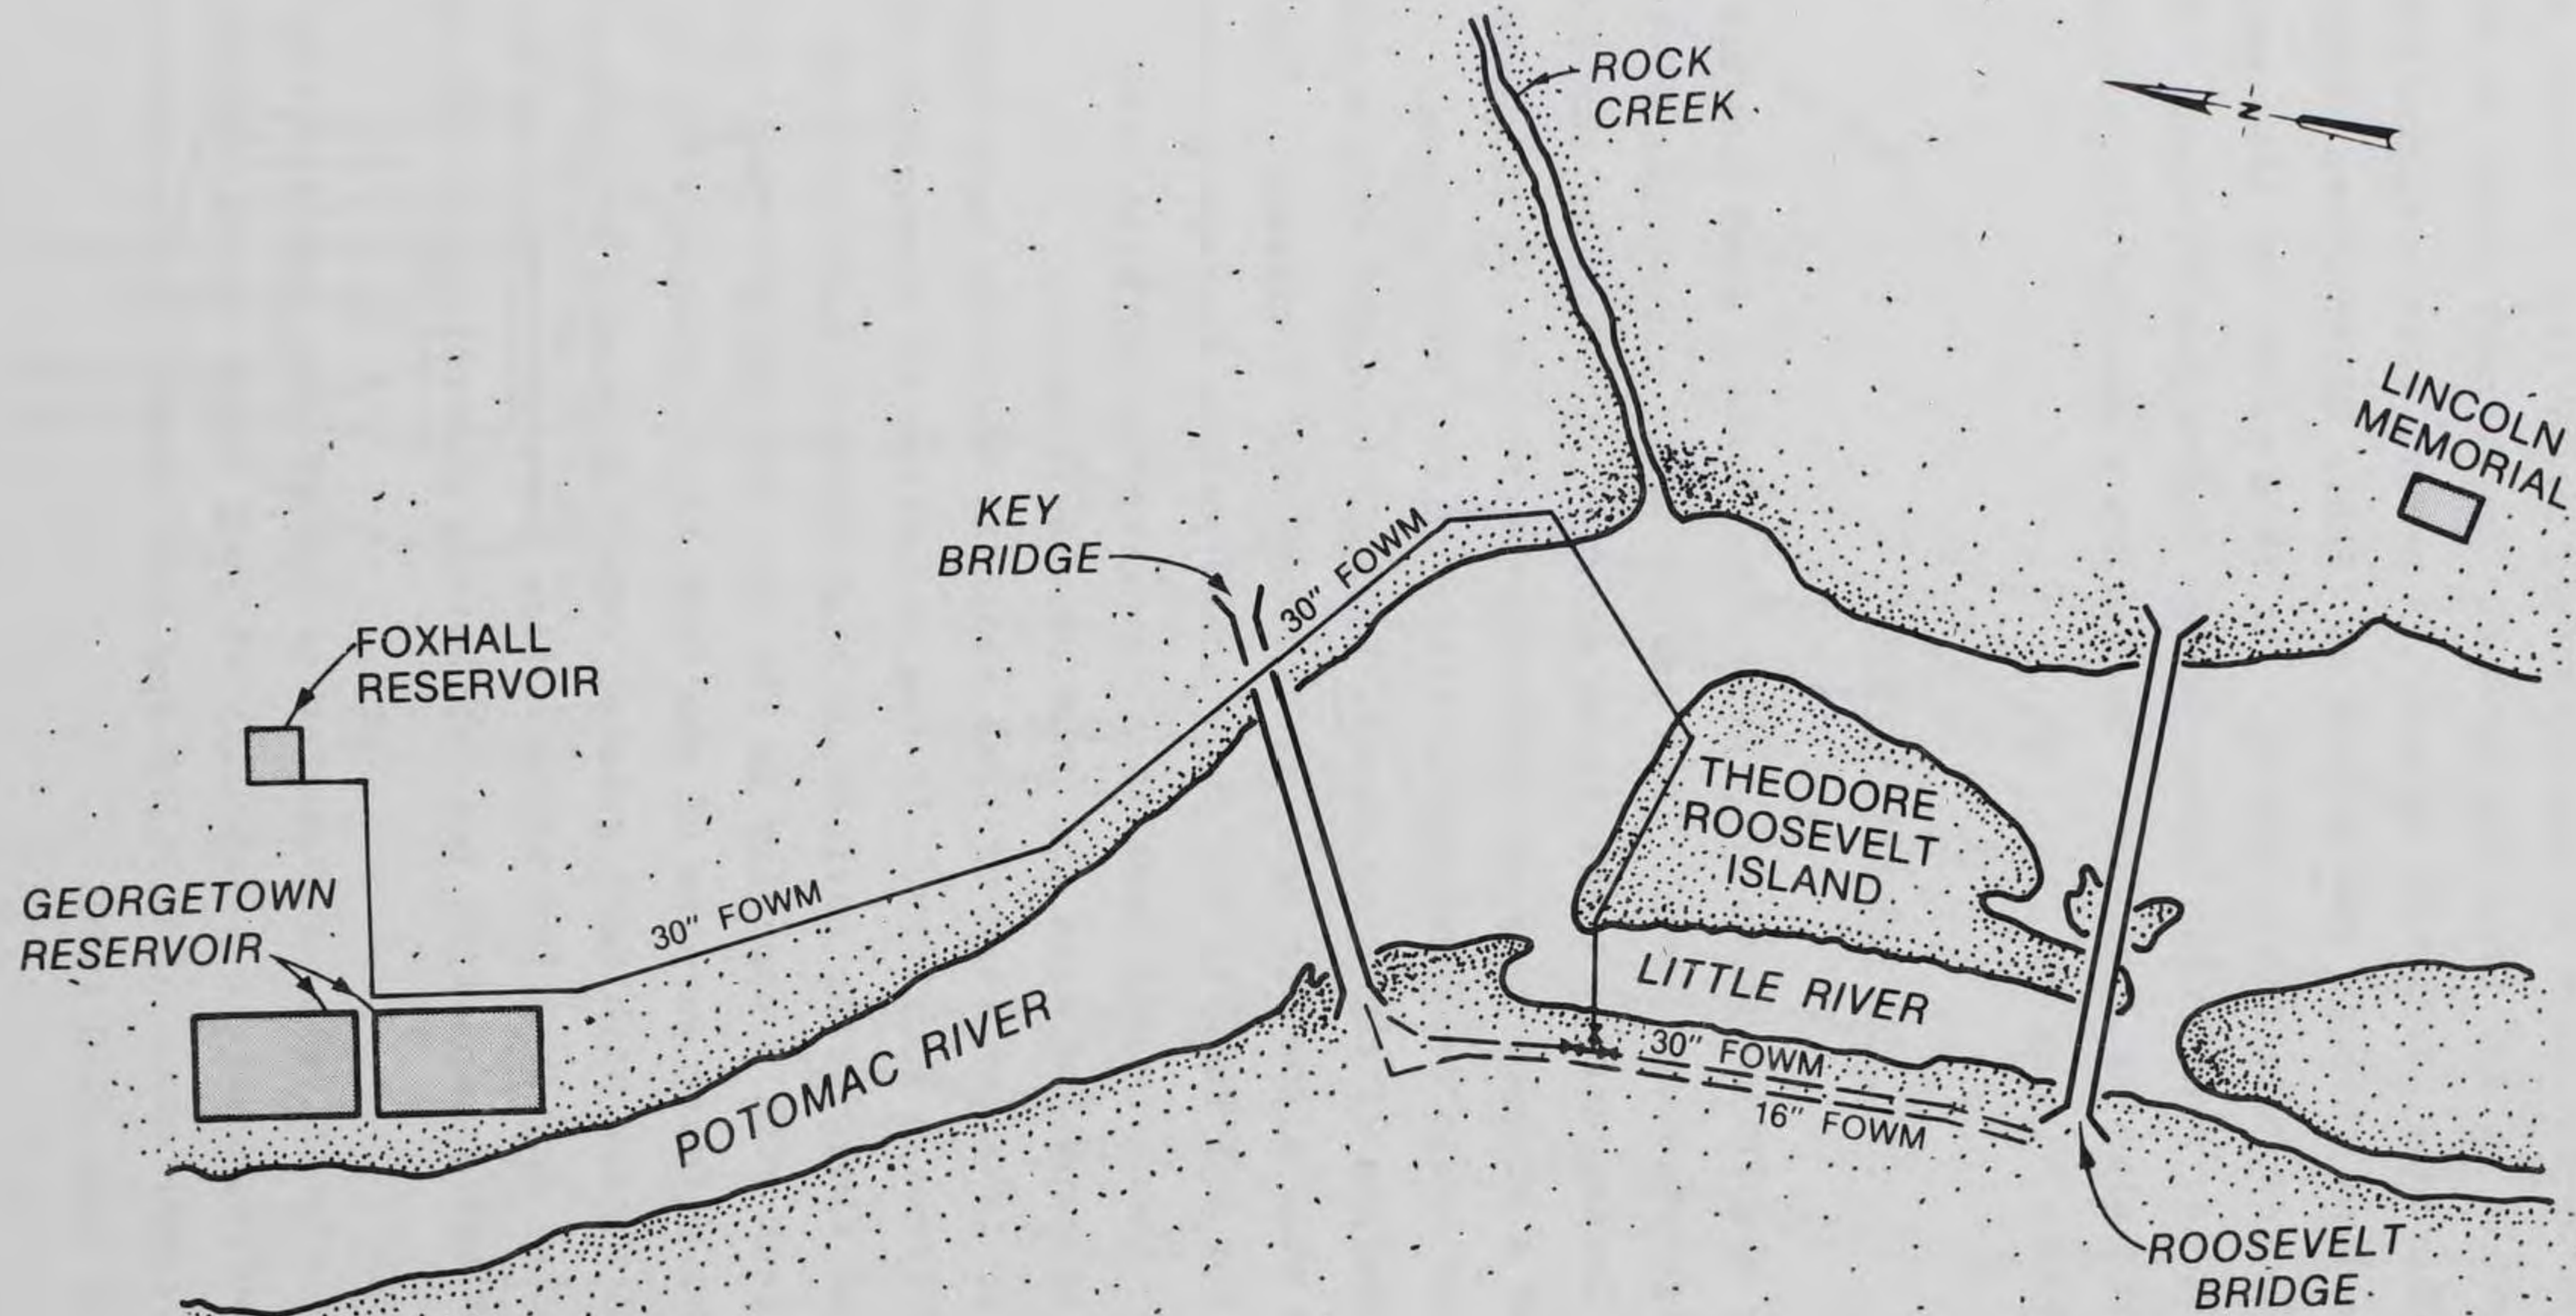 ROCK
CREEK
N
LINCOLN
MEMORIAL
KEY
BRIDGE
30" FOWM
FOXHALL
RESERVOIR
THEODORE
ROOSEVELT
ISLAND
GEORGETOWN
RESERVOIR
30" FOWM
LITTLE RIVER
POTOMAC RIVER
30" FOWM
16" FOWM
ROOSEVELT
BRIDGE